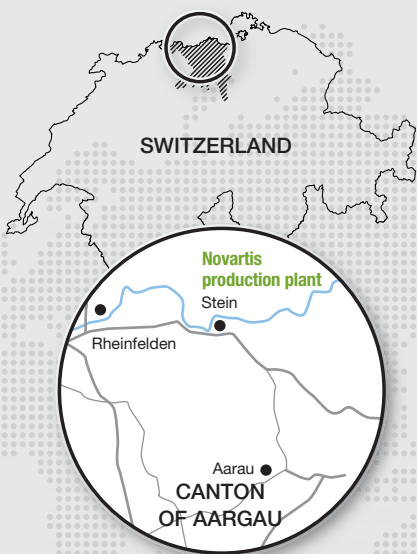 SWITZERLAND
Novartis
production plant
Stein
Rheinfelden
Aarau
CANTON
OF AARGAU